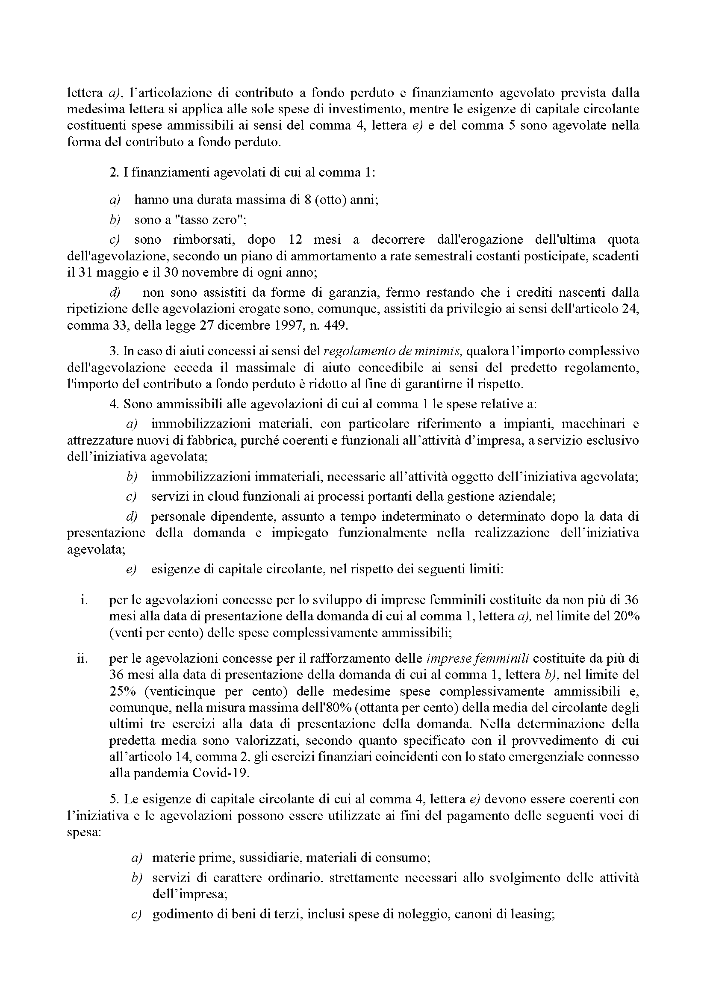 lettera a), l’articolazione di contributo a fondo perduto e finanziamento agevolato prevista dalla
medesima lettera si applica alle sole spese di investimento, mentre le esigenze di capitale circolante
costituenti spese ammissibili ai sensi del comma 4, lettera e) e del comma 5 sono agevolate nella
forma del contributo a fondo perduto.
2. I finanziamenti agevolati di cui al comma 1:
a) hanno una durata massima di 8 (otto) anni;
b) sono a "tasso zero";
c) sono rimborsati, dopo 12 mesi a decorrere dall'erogazione dell'ultima quota
dell'agevolazione, secondo un piano di ammortamento a rate semestrali costanti posticipate, scadenti
il 31 maggio e il 30 novembre di ogni anno;
d) non sono assistiti da forme di garanzia, fermo restando che i crediti nascenti dalla
ripetizione delle agevolazioni erogate sono, comunque, assistiti da privilegio ai sensi dell'articolo 24,
comma 33, della legge 27 dicembre 1997, n. 449.
3. In caso di aiuti concessi ai sensi del regolamento de minimis, qualora l’importo complessivo
dell'agevolazione ecceda il massimale di aiuto concedibile ai sensi del predetto regolamento,
l'importo del contributo a fondo perduto è ridotto al fine di garantirne il rispetto.
4. Sono ammissibili alle agevolazioni di cui al comma 1 le spese relative a:
a) immobilizzazioni materiali, con particolare riferimento a impianti, macchinari e
attrezzature nuovi di fabbrica, purché coerenti e funzionali all’attività d’impresa, a servizio esclusivo
dell’iniziativa agevolata;
b) immobilizzazioni immateriali, necessarie all’attività oggetto dell’iniziativa agevolata;
c) servizi in cloud funzionali ai processi portanti della gestione aziendale;
d) personale dipendente, assunto a tempo indeterminato o determinato dopo la data di
presentazione della domanda e impiegato funzionalmente nella realizzazione dell’iniziativa
agevolata;
e) esigenze di capitale circolante, nel rispetto dei seguenti limiti:
i. per le agevolazioni concesse per lo sviluppo di imprese femminili costituite da non più di 36
mesi alla data di presentazione della domanda di cui al comma 1, lettera a), nel limite del 20%
(venti per cento) delle spese complessivamente ammissibili;
ii. per le agevolazioni concesse per il rafforzamento delle imprese femminili costituite da più di
36 mesi alla data di presentazione della domanda di cui al comma 1, lettera b), nel limite del
25% (venticinque per cento) delle medesime spese complessivamente ammissibili e,
comunque, nella misura massima dell'80% (ottanta per cento) della media del circolante degli
ultimi tre esercizi alla data di presentazione della domanda. Nella determinazione della
predetta media sono valorizzati, secondo quanto specificato con il provvedimento di cui
all’articolo 14, comma 2, gli esercizi finanziari coincidenti con lo stato emergenziale connesso
alla pandemia Covid-19.
5. Le esigenze di capitale circolante di cui al comma 4, lettera e) devono essere coerenti con
l’iniziativa e le agevolazioni possono essere utilizzate ai fini del pagamento delle seguenti voci di
spesa:
a) materie prime, sussidiarie, materiali di consumo;
b) servizi di carattere ordinario, strettamente necessari allo svolgimento delle attività
dell’impresa;
c) godimento di beni di terzi, inclusi spese di noleggio, canoni di leasing;